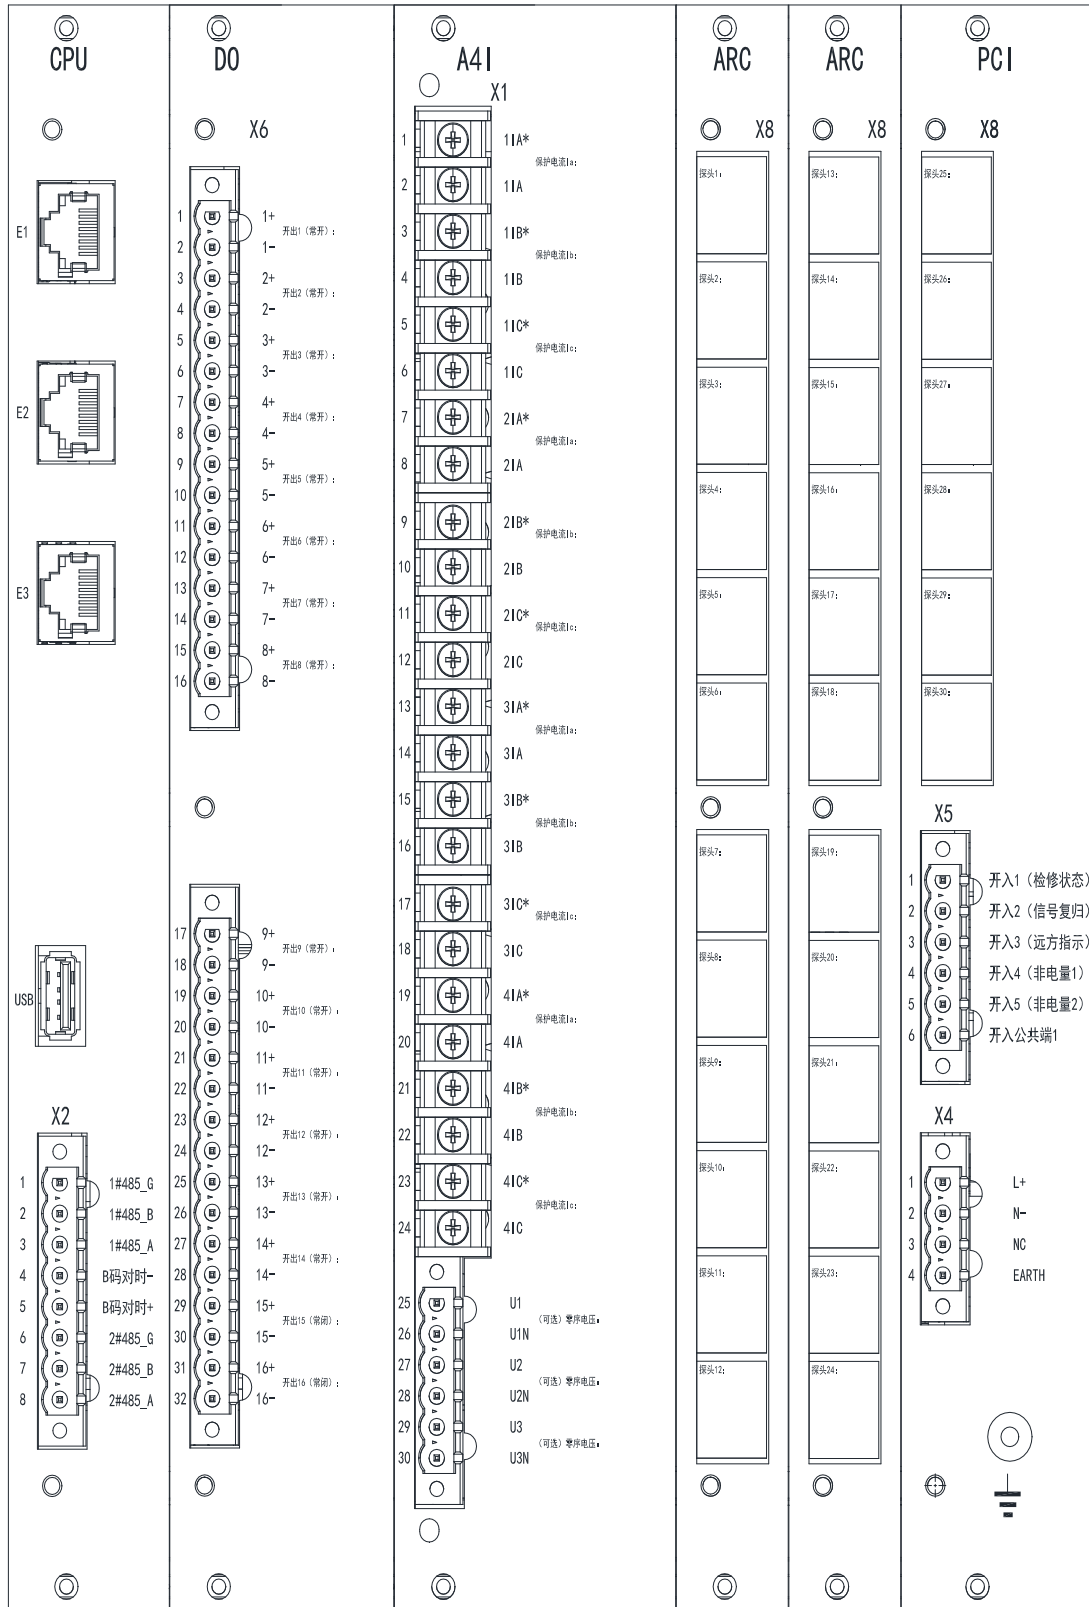 CPU
E1
E2
E3
USB
X2
1 1#485_G
2 1#485_B
3 1#485_A
4 B码对时-
5 B码对时+
6 2#485_G
7 2#485_B
8 2#485_A
DO
X6
1 1+
开出1（常开）：
2 1-
3 2+
开出2（常开）：
4 2-
5 3+
开出3（常开）：
6 3-
7 4+
开出4（常开）：
8 4-
9 5+
开出5（常开）：
10 5-
11 6+
开出6（常开）：
12 6-
13 7+
开出7（常开）：
14 7-
15 8+
开出8（常开）：
16 8-
17 9+
开出9（常开）：
18 9-
19 10+
开出10（常开）：
20 10-
21 11+
开出11（常开）：
22 11-
23 12+
开出12（常开）：
24 12-
25 13+
开出13（常开）：
26 13-
27 14+
开出14（常开）：
28 14-
29 15+
开出15（常闭）：
30 15-
31 16+
开出16（常闭）：
32 16-
A4I
X1
1 1IA*
保护电流Ia：
2 1IA
3 1IB*
保护电流Ib：
4 1IB
5 1IC*
保护电流Ic：
6 1IC
7 2IA*
保护电流Ia：
8 2IA
9 2IB*
保护电流Ib：
10 2IB
11 2IC*
保护电流Ic：
12 2IC
13 3IA*
保护电流Ia：
14 3IA
15 3IB*
保护电流Ib：
16 3IB
17 3IC*
保护电流Ic：
18 3IC
19 4IA*
保护电流Ia：
20 4IA
21 4IB*
保护电流Ib：
22 4IB
23 4IC*
保护电流Ic：
24 4IC
25 U1
（可选）零序电压：
26 U1N
27 U2
（可选）零序电压：
28 U2N
29 U3
（可选）零序电压：
30 U3N
ARC
X8
探头1：
探头2：
探头3：
探头4：
探头5：
探头6：
探头7：
探头8：
探头9：
探头10：
探头11：
探头12：
ARC
X8
探头13：
探头14：
探头15：
探头16：
探头17：
探头18：
探头19：
探头20：
探头21：
探头22：
探头23：
探头24：
PCI
X8
探头25：
探头26：
探头27：
探头28：
探头29：
探头30：
X5
1 开入1（检修状态）
2 开入2（信号复归）
3 开入3（远方指示）
4 开入4（非电量1）
5 开入5（非电量2）
6 开入公共端1
X4
1 L+
2 N-
3 NC
4 EARTH